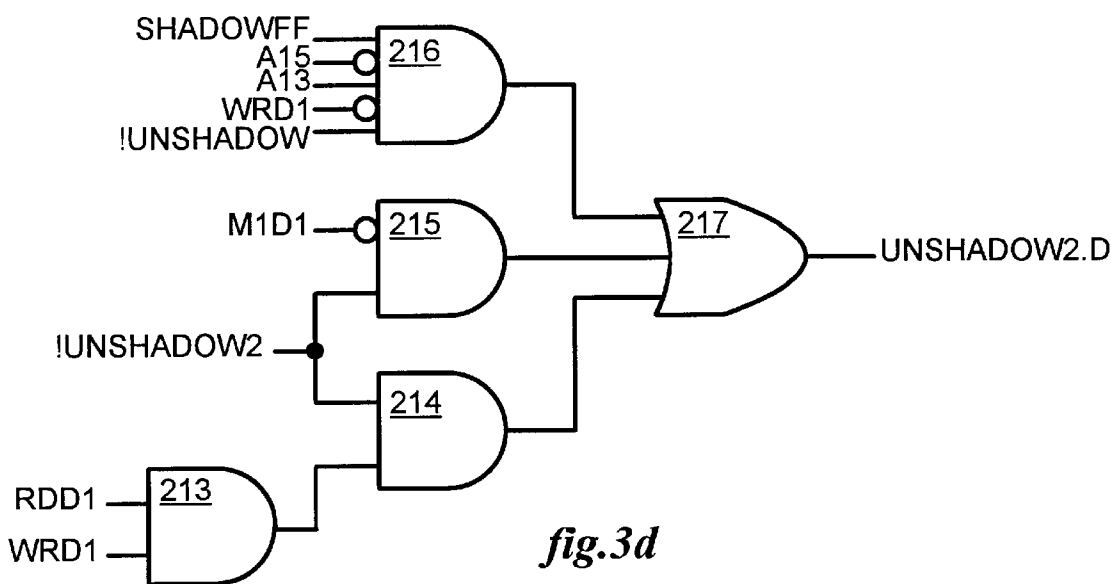 SHADOWFF
A15
A13
WRD1
!UNSHADOW
216
M1D1
215
217
UNSHADOW2.D
!UNSHADOW2
214
RDD1
WRD1
213
fig.3d